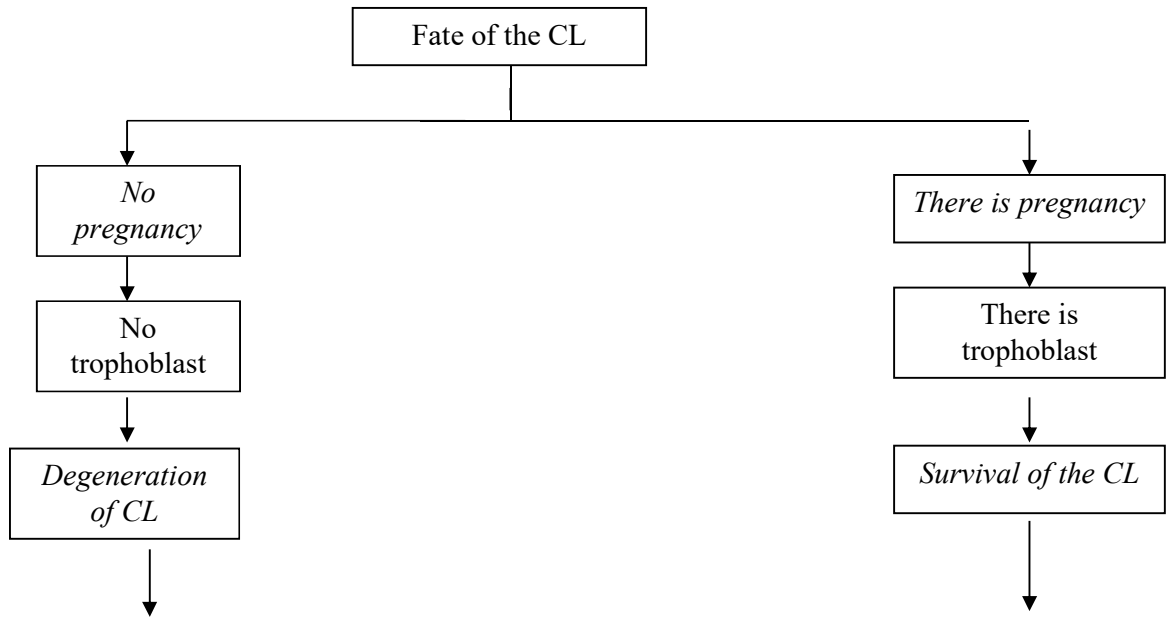 Fate of the CL
No
pregnancy
No
trophoblast
Degeneration
of CL
There is pregnancy
There is
trophoblast
Survival of the CL